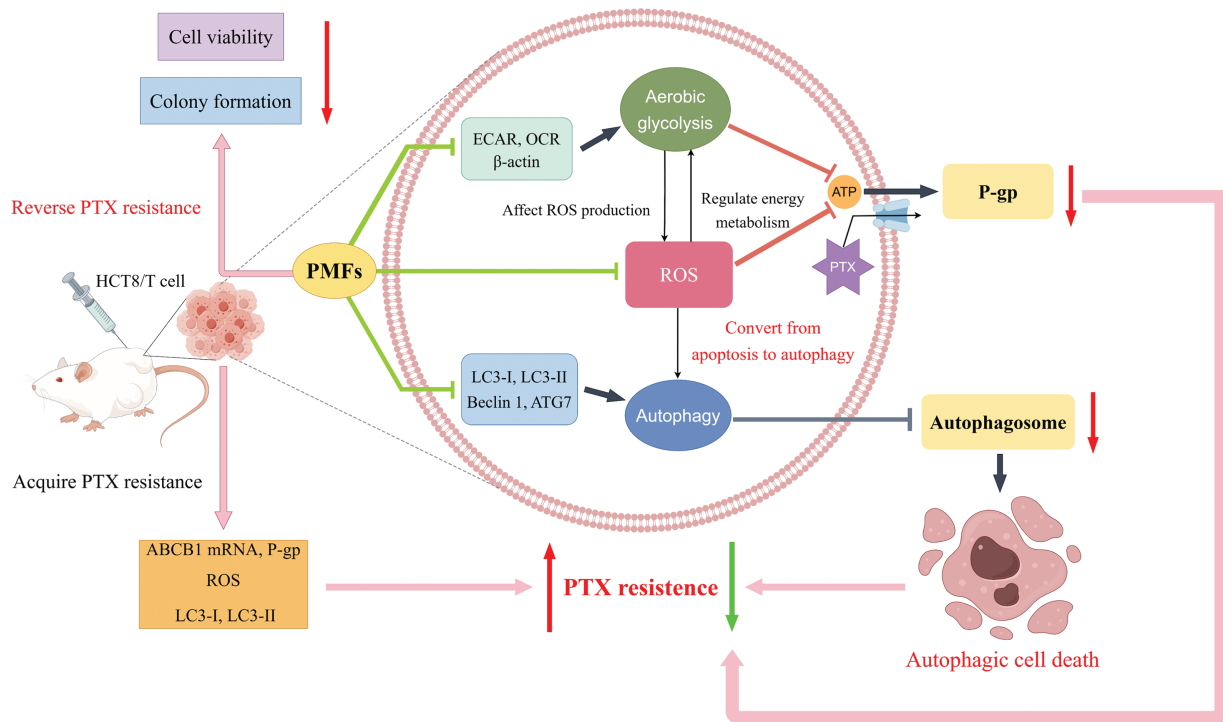 Cell viability
Colony formation
Reverse PTX resistance
HCT8/T cell
Acquire PTX resistance
ABCB1 mRNA, P-gp
ROS
LC3-I, LC3-II
PMFs
ECAR, OCR
β-actin
Aerobic
glycolysis
Affect ROS production
Regulate energy
metabolism
ROS
Convert from
apoptosis to autophagy
LC3-I, LC3-II
Beclin 1, ATG7
Autophagy
ATP
PTX
P-gp
Autophagosome
Autophagic cell death
PTX resistence